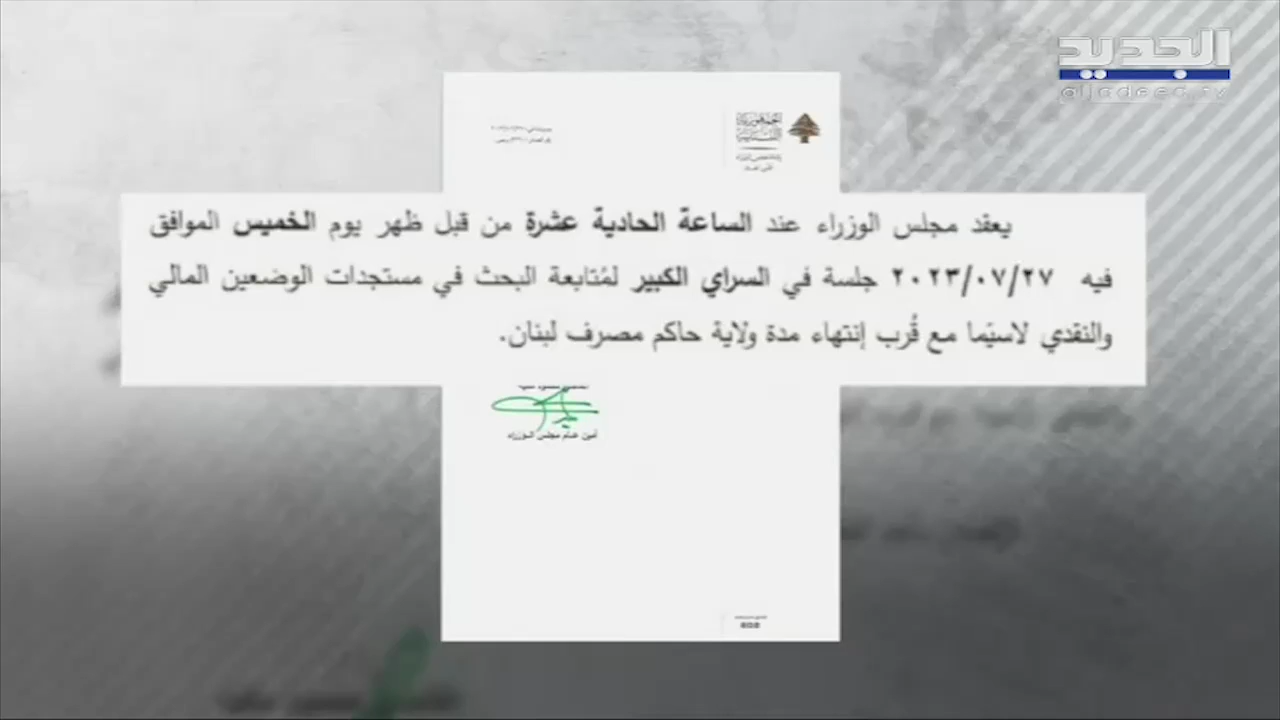 الجديد
aljadeed.tv
الجمهورية
اللبنانية
يعقد مجلس الوزراء عند الساعة الحادية عشرة من قبل ظهر يوم الخميس الموافق
فيه ٢٠٢٣/٠٧/٢٧ جلسة في السراي الكبير لمُتابعة البحث في مستجدات الوضعين المالي
والنقدي لاسيّما مع قُرب إنتهاء مدة ولاية حاكم مصرف لبنان.
أمين عام مجلس الوزراء